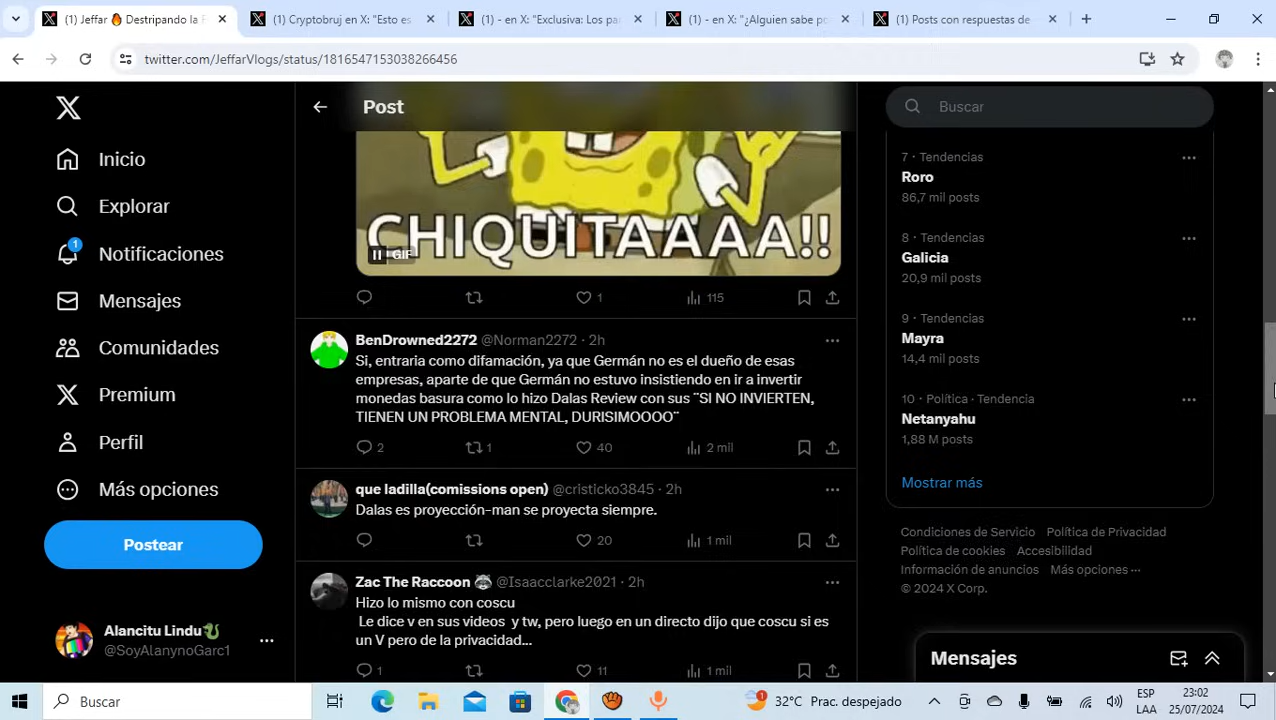 (1) Jeffar 🔥 Destripando la F
(1) Cryptobruj en X: "Esto es
(1) - en X: "Exclusiva: Los pa
(1) - en X: "¿Alguien sabe po
(1) Posts con respuestas de
twitter.com/JeffarVlogs/status/1816547153038266456
Inicio
Explorar
1
Notificaciones
Mensajes
Comunidades
Premium
Perfil
Más opciones
Postear
Alancitu Lindu🐍
@SoyAlanynoGarc1
Post
CHIQUITAAAA!!
GIF
1 115
BenDrowned2272 @Norman2272 · 2h
Si, entraria como difamación, ya que Germán no es el dueño de esas
empresas, aparte de que Germán no estuvo insistiendo en ir a invertir
monedas basura como lo hizo Dalas Review con sus ¨SI NO INVIERTEN,
TIENEN UN PROBLEMA MENTAL, DURISIMOOOO¨
2 1 40 2 mil
que ladilla(comissions open) @cristicko3845 · 2h
Dalas es proyección-man se proyecta siempre.
20 1 mil
Zac The Raccoon 🦝 @Isaacclarke2021 · 2h
Hizo lo mismo con coscu
Le dice v en sus videos y tw, pero luego en un directo dijo que coscu si es
un V pero de la privacidad...
1 11 1 mil
Buscar
7 · Tendencias
Roro
86,7 mil posts
8 · Tendencias
Galicia
20,9 mil posts
9 · Tendencias
Mayra
14,4 mil posts
10 · Política · Tendencia
Netanyahu
1,88 M posts
Mostrar más
Condiciones de Servicio Política de Privacidad
Política de cookies Accesibilidad
Información de anuncios Más opciones ···
© 2024 X Corp.
Mensajes
Buscar
1
32°C Prac. despejado
ESP
LAA
23:02
25/07/2024